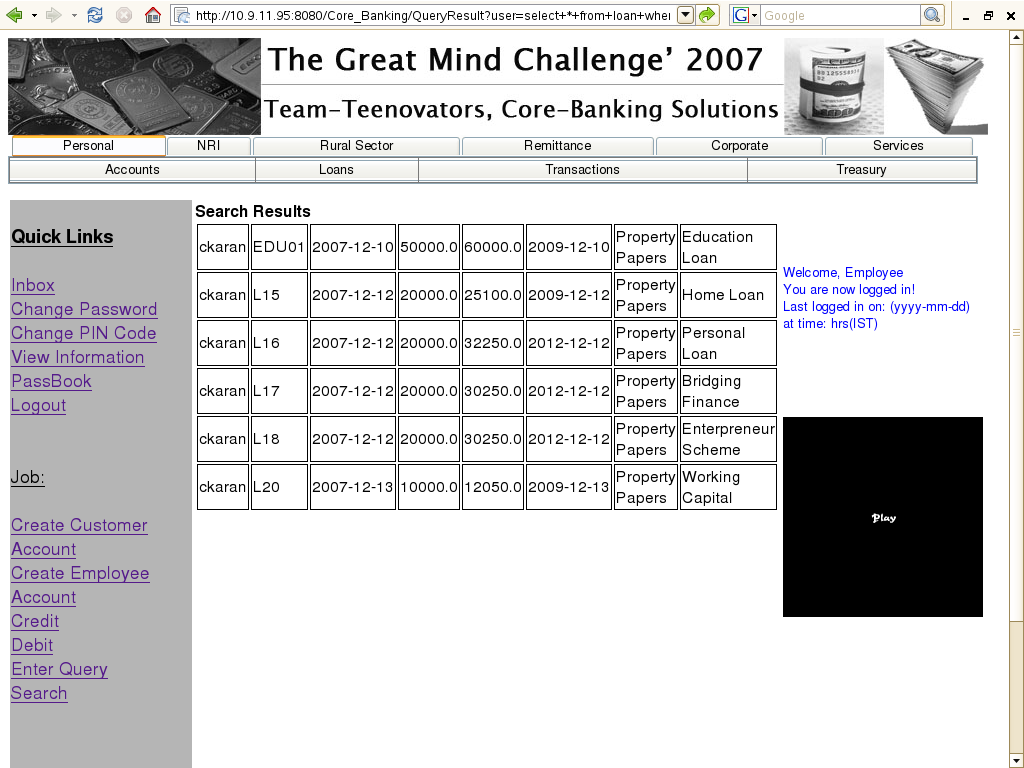 http://10.9.11.95:8080/Core_Banking/QueryResult?user=select+*+from+loan+wher
Google
The Great Mind Challenge’ 2007
Team-Teenovators, Core-Banking Solutions
Personal NRI Rural Sector Remittance Corporate Services
Accounts Loans Transactions Treasury
Quick Links
Inbox
Change Password
Change PIN Code
View Information
PassBook
Logout
Job:
Create Customer
Account
Create Employee
Account
Credit
Debit
Enter Query
Search
Search Results
ckaran EDU01 2007-12-10 50000.0 60000.0 2009-12-10 Property Papers Education Loan
ckaran L15 2007-12-12 20000.0 25100.0 2009-12-12 Property Papers Home Loan
ckaran L16 2007-12-12 20000.0 32250.0 2012-12-12 Property Papers Personal Loan
ckaran L17 2007-12-12 20000.0 30250.0 2012-12-12 Property Papers Bridging Finance
ckaran L18 2007-12-12 20000.0 30250.0 2012-12-12 Property Papers Enterpreneur Scheme
ckaran L20 2007-12-13 10000.0 12050.0 2009-12-13 Property Papers Working Capital
Welcome, Employee
You are now logged in!
Last logged in on: (yyyy-mm-dd)
at time: hrs(IST)
Play